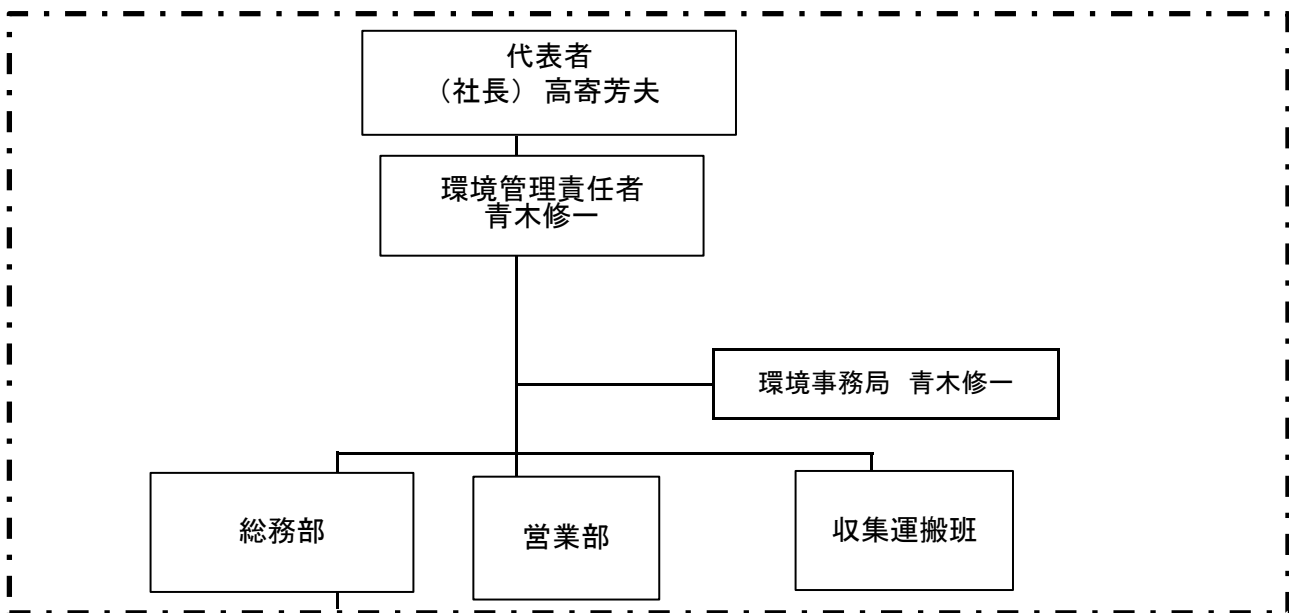 代表者
（社長） 高寄芳夫
環境管理責任者
青木修一
環境事務局　青木修一
総務部
営業部
収集運搬班